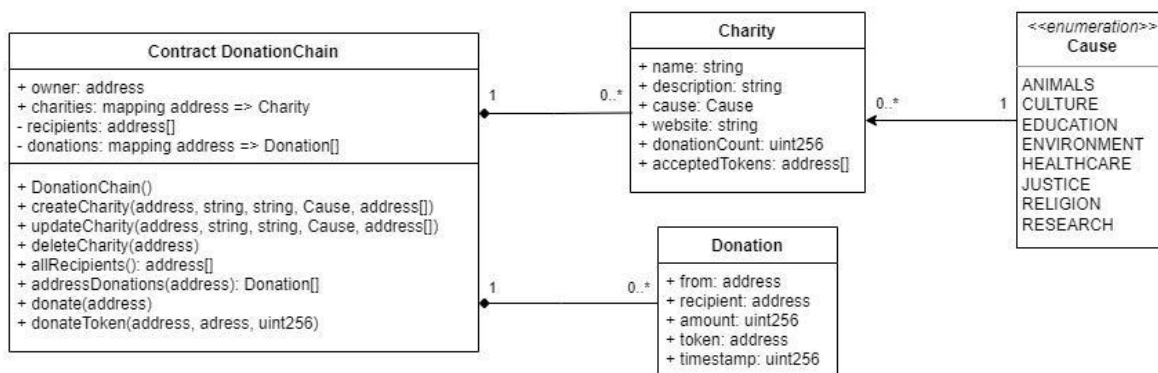 Contract DonationChain
+ owner: address
+ charities: mapping address => Charity
- recipients: address[]
- donations: mapping address => Donation[]
+ DonationChain()
+ createCharity(address, string, string, Cause, address[])
+ updateCharity(address, string, string, Cause, address[])
+ deleteCharity(address)
+ allRecipients(): address[]
+ addressDonations(address): Donation[]
+ donate(address)
+ donateToken(address, adress, uint256)
1
0..*
1
0..*
Charity
+ name: string
+ description: string
+ cause: Cause
+ website: string
+ donationCount: uint256
+ acceptedTokens: address[]
0..*
1
Donation
+ from: address
+ recipient: address
+ amount: uint256
+ token: address
+ timestamp: uint256
<<enumeration>>
Cause
ANIMALS
CULTURE
EDUCATION
ENVIRONMENT
HEALTHCARE
JUSTICE
RELIGION
RESEARCH